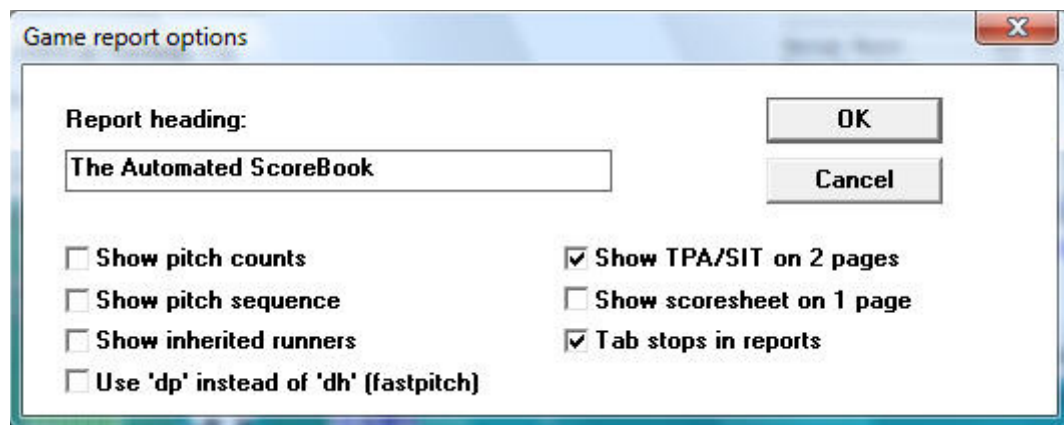 Game report options
Report heading:
OK
The Automated ScoreBook
Cancel
Show pitch counts
Show TPA/SIT on 2 pages
Show pitch sequence
Show scoresheet on 1 page
Show inherited runners
Tab stops in reports
Use 'dp' instead of 'dh' (fastpitch)